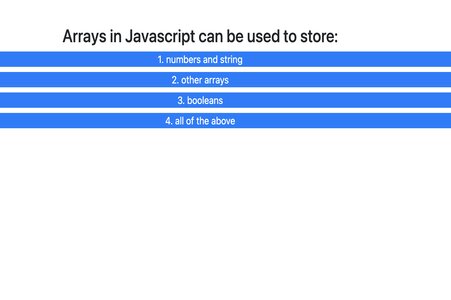 Arrays in Javascript can be used to store:
1. numbers and string
2. other arrays
3. booleans
4. all of the above